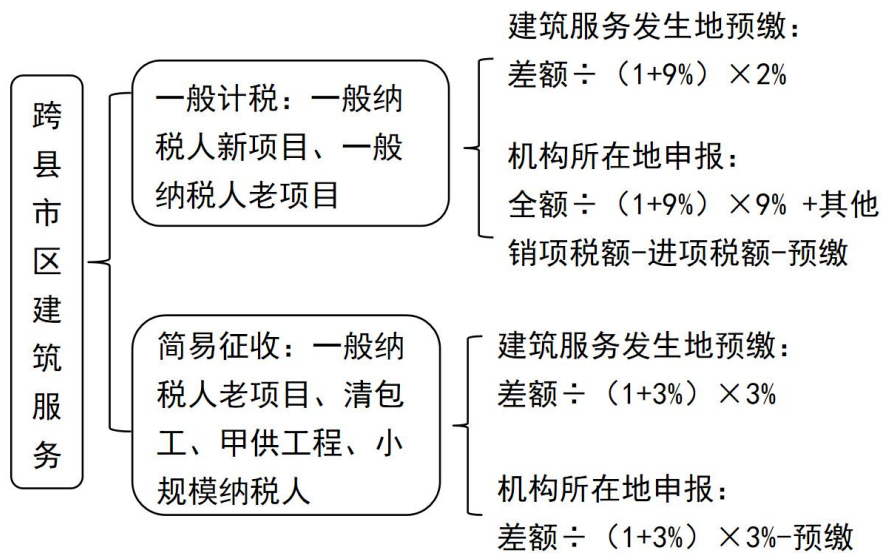 跨县市区建筑服务
一般计税：一般纳
税人新项目、一般
纳税人老项目
建筑服务发生地预缴：
差额÷（1+9%）×2%
机构所在地申报：
全额÷（1+9%）×9% +其他
销项税额-进项税额-预缴
简易征收：一般纳
税人老项目、清包
工、甲供工程、小
规模纳税人
建筑服务发生地预缴：
差额÷（1+3%）×3%
机构所在地申报：
差额÷（1+3%）×3%-预缴